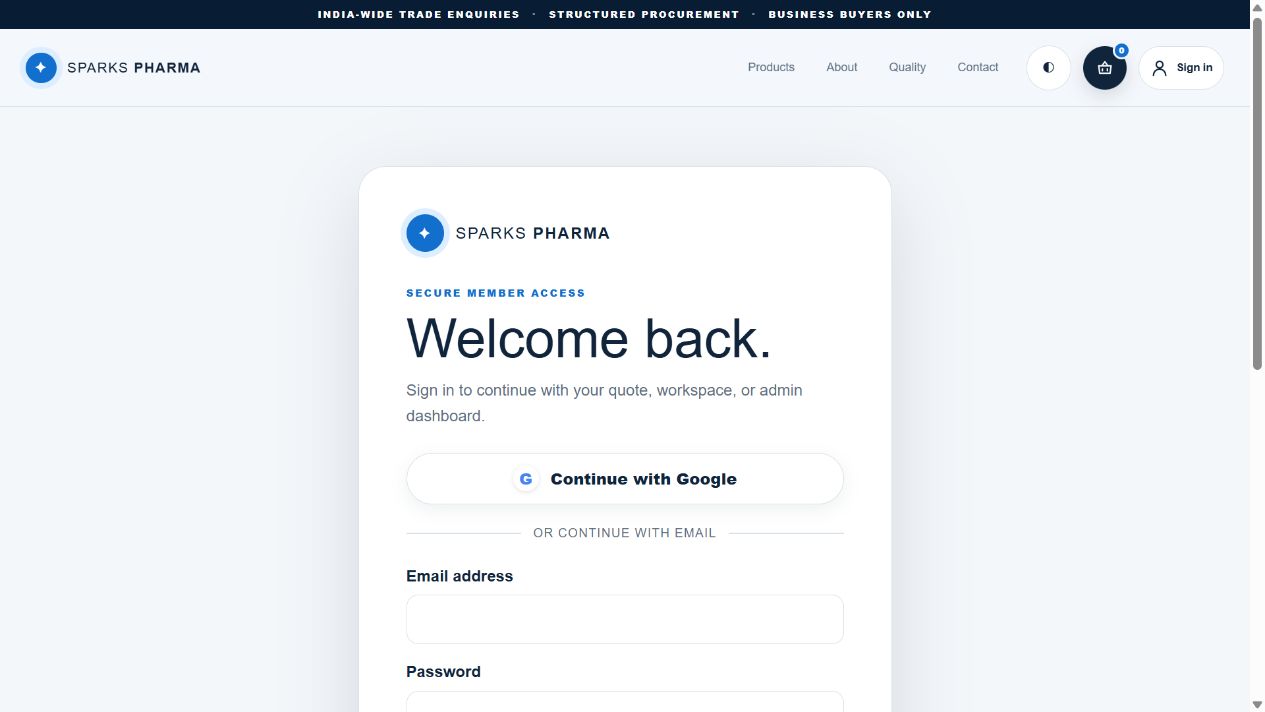 INDIA-WIDE TRADE ENQUIRIES · STRUCTURED PROCUREMENT · BUSINESS BUYERS ONLY
SPARKS PHARMA
Products About Quality Contact 0 Sign in
SPARKS PHARMA
SECURE MEMBER ACCESS
Welcome back.
Sign in to continue with your quote, workspace, or admin
dashboard.
G Continue with Google
OR CONTINUE WITH EMAIL
Email address
Password